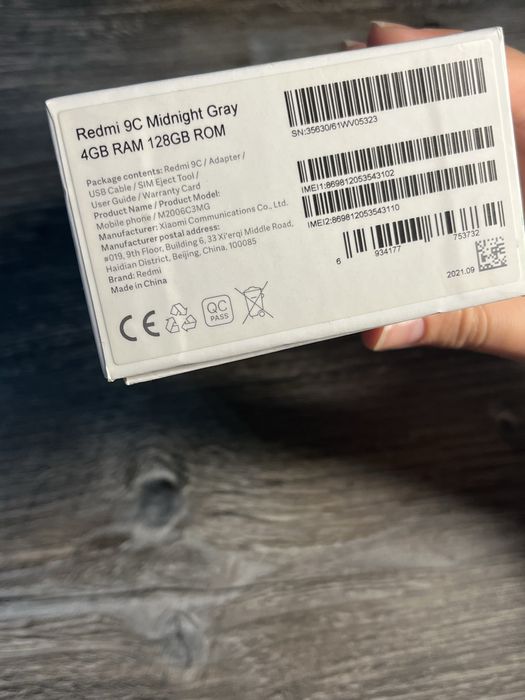 Redmi 9C Midnight Gray
4GB RAM 128GB ROM
Package contents: Redmi 9C / Adapter /
USB Cable / SIM Eject Tool /
User Guide / Warranty Card
Product Name / Product Model:
Mobile phone / M2006C3MG
Manufacturer: Xiaomi Communications Co., Ltd.
Manufacturer postal address:
#019, 9th Floor, Building 6, 33 Xi'erqi Middle Road,
Haidian District, Beijing, China, 100085
Brand: Redmi
Made in China
CE
QC
PASS
SN:35630/61WV05323
IMEI1:869812053543102
IMEI2:869812053543110
6 934177 753732
2021.09